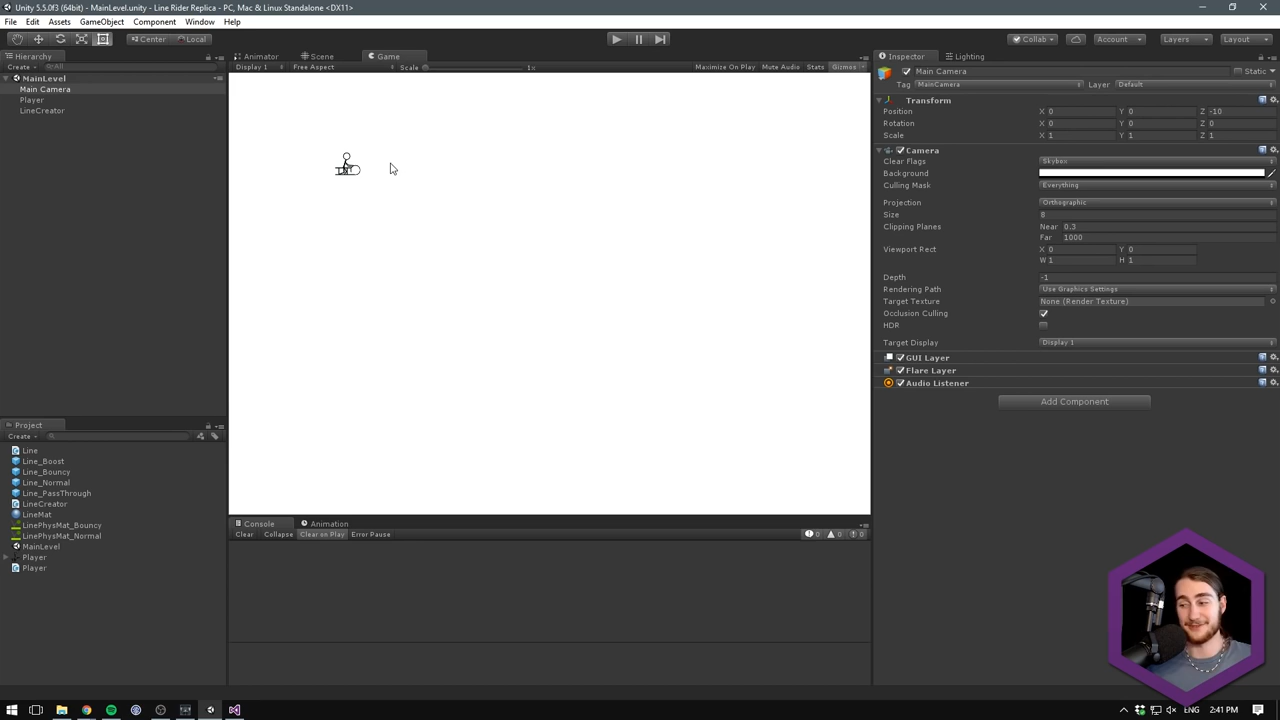 Unity 5.5.0f3 (64bit) - MainLevel.unity - Line Rider Replica - PC, Mac & Linux Standalone <DX11>
File Edit Assets GameObject Component Window Help
Center Local Collab Account Layers Layout
Hierarchy Animator Scene Game Inspector Lighting
Create All Display 1 Free Aspect Scale 1x Maximize On Play Mute Audio Stats Gizmos
Main Camera Static
MainLevel
Tag MainCamera Layer Default
Main Camera
Player
LineCreator
Transform
Position X 0 Y 0 Z -10
Rotation X 0 Y 0 Z 0
Scale X 1 Y 1 Z 1
Camera
Clear Flags Skybox
Background
Culling Mask Everything
Projection Orthographic
Size 8
Clipping Planes Near 0.3
Far 1000
Viewport Rect X 0 Y 0
W 1 H 1
Depth -1
Rendering Path Use Graphics Settings
Target Texture None (Render Texture)
Occlusion Culling
HDR
Target Display Display 1
GUI Layer
Flare Layer
Audio Listener
Add Component
Project
Create
Line
Line_Boost
Line_Bouncy
Line_Normal
Line_PassThrough
LineCreator
LineMat
LinePhysMat_Bouncy
LinePhysMat_Normal
MainLevel
Player
Player
Console Animation
Clear Collapse Clear on Play Error Pause 0 0 0
ENG 2:41 PM